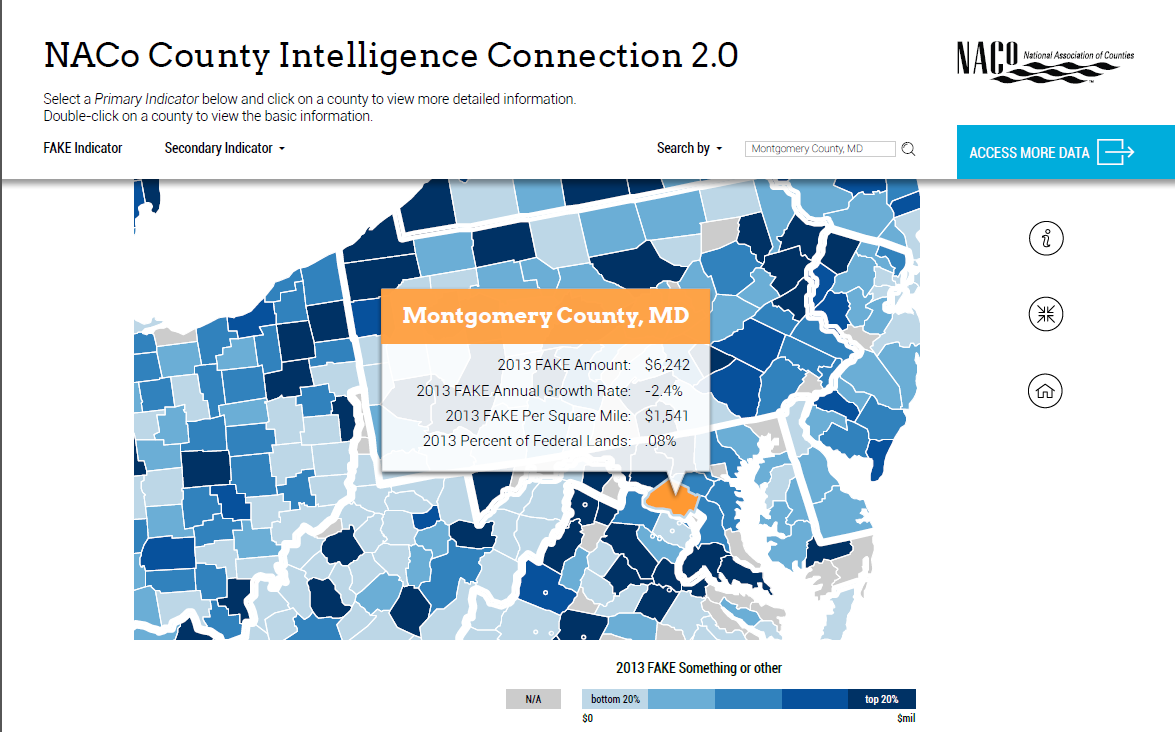 NACo County Intelligence Connection 2.0
NACO National Association of Counties
Select a Primary Indicator below and click on a county to view more detailed information.
Double-click on a county to view the basic information.
FAKE Indicator
Secondary Indicator
Search by
Montgomery County, MD
ACCESS MORE DATA
i
Montgomery County, MD
2013 FAKE Amount: $6,242
2013 FAKE Annual Growth Rate: -2.4%
2013 FAKE Per Square Mile: $1,541
2013 Percent of Federal Lands: .08%
2013 FAKE Something or other
N/A
bottom 20%
top 20%
$0
$mil